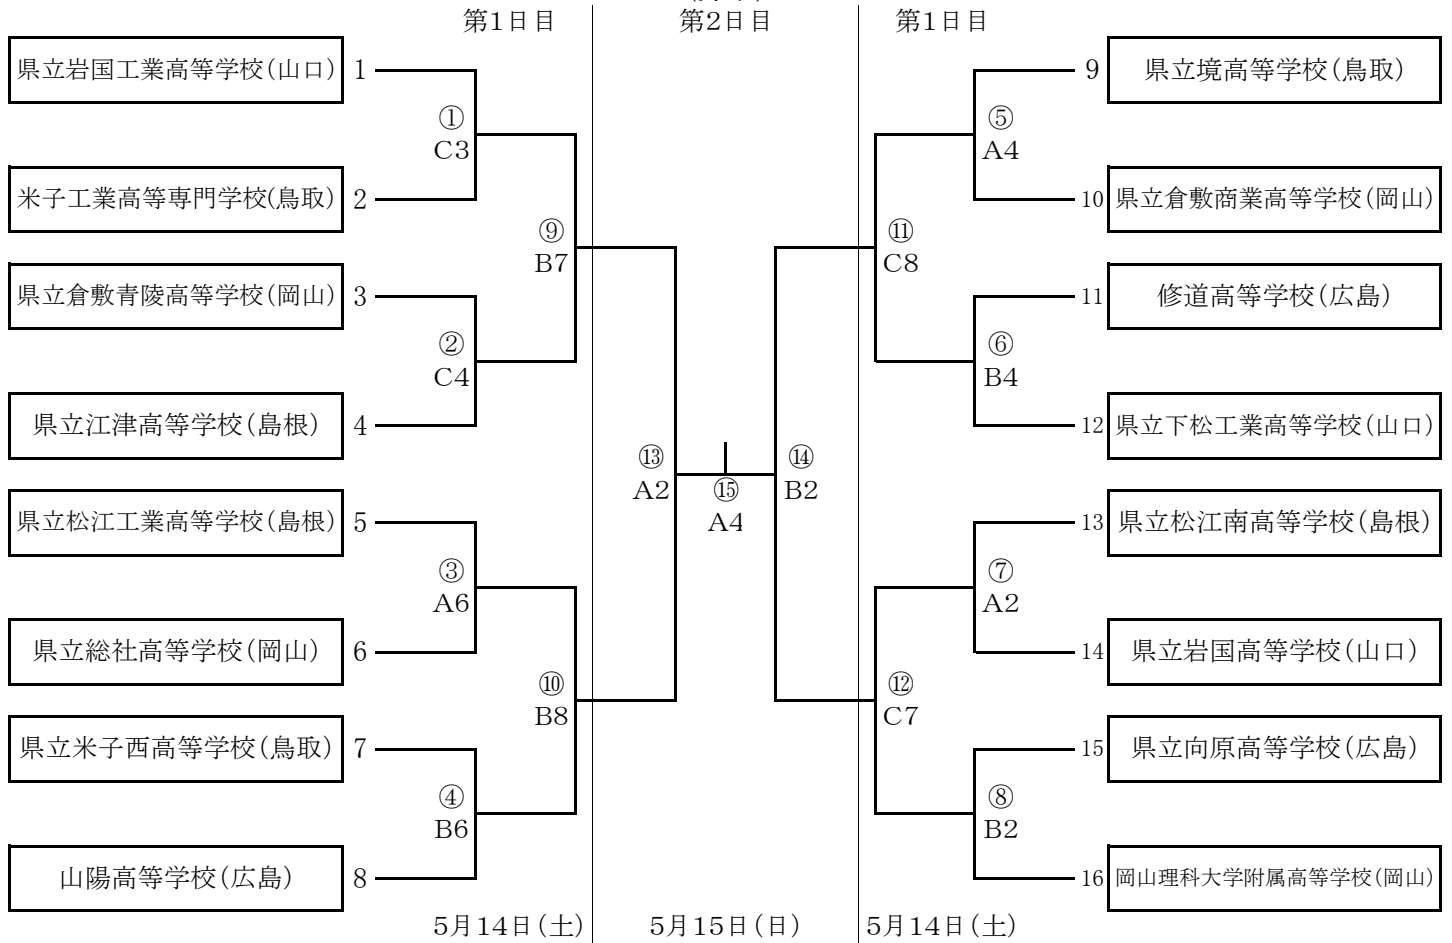 第1日目 第2日目 第1日目
県立岩国工業高等学校(山口) 1 9 県立境高等学校(鳥取)
① ⑤
C3 A4
米子工業高等専門学校(鳥取) 2 10 県立倉敷商業高等学校(岡山)
⑨ ⑪
B7 C8
県立倉敷青陵高等学校(岡山) 3 11 修道高等学校(広島)
② ⑥
C4 B4
県立江津高等学校(島根) 4 12 県立下松工業高等学校(山口)
⑬ ⑭
A2 ⑮ B2
A4
県立松江工業高等学校(島根) 5 13 県立松江南高等学校(島根)
③ ⑦
A6 A2
県立総社高等学校(岡山) 6 14 県立岩国高等学校(山口)
⑩ ⑫
B8 C7
県立米子西高等学校(鳥取) 7 15 県立向原高等学校(広島)
④ ⑧
B6 B2
山陽高等学校(広島) 8 16 岡山理科大学附属高等学校(岡山)
5月14日(土) 5月15日(日) 5月14日(土)